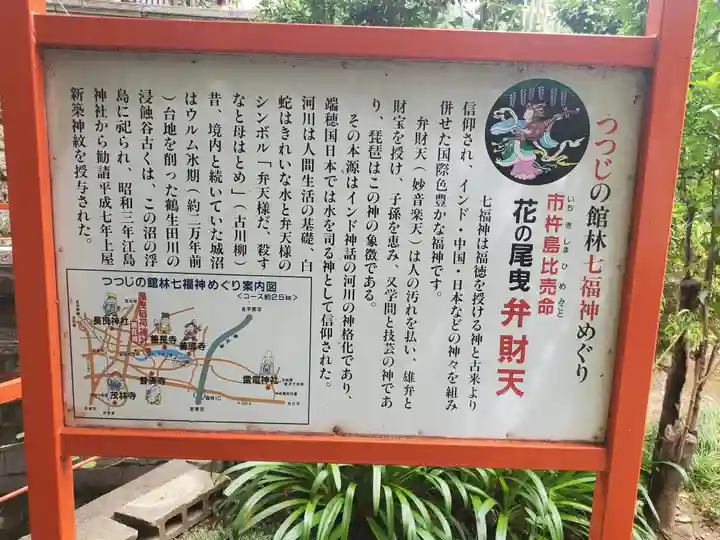 つつじの館林七福神めぐり
いちきしまひめのみこと
市杵島比売命
花の尾曳 弁財天
七福神は福徳を授ける神と古来より
信仰され、インド・中国・日本などの神々を組み
併せた国際色豊かな福神です。
弁財天(妙音楽天)は人の汚れを払い、雄弁と
財宝を授け、子孫を恵み、又学問と技芸の神であ
り、琵琶はこの神の象徴である。
その本源はインド神話の河川の神格化であり、
瑞穂国日本では水を司る神として信仰された。
河川は人間生活の基礎、白
蛇はきれいな水と弁天様の
シンボル「弁天様だ、殺す
なと母はとめ」(古川柳)
昔、境内と続いていた城沼
はウルム氷期(約二万年前
)台地を削った鶴生田川の
浸蝕谷古くは、この沼の浮
島に祀られ、昭和三年江島
神社から勧請平成七年上屋
新築神紋を授与された。
つつじの館林七福神めぐり案内図
<コース約25㎞>
長良神社
尾曳稲荷神社
善長寺
普済寺
茂林寺
雷電神社